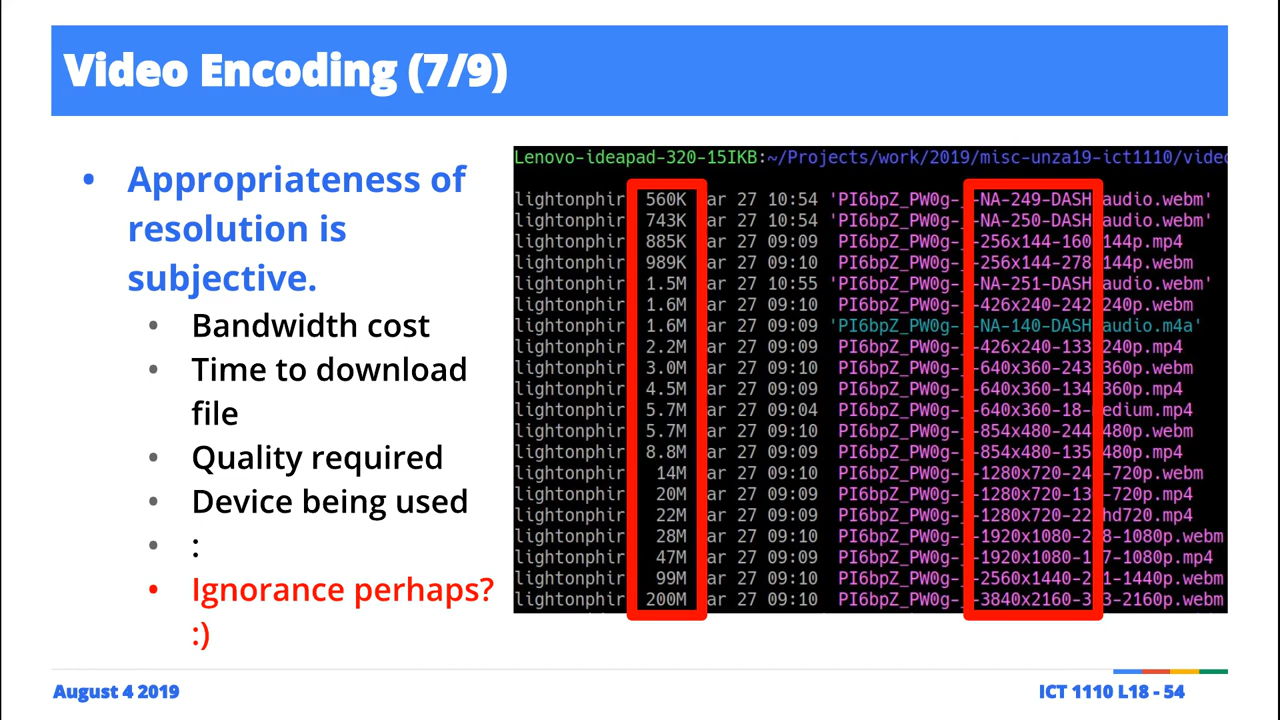 Video Encoding (7/9)
• Appropriateness of
resolution is
subjective.
• Bandwidth cost
• Time to download
file
• Quality required
• Device being used
• :
• Ignorance perhaps?
:)
Lenovo-ideapad-320-15IKB:~/Projects/work/2019/misc-unza19-ict1110/video
lightonphir 560K ar 27 10:54 'PI6bpZ_PW0g-_-NA-249-DASH audio.webm'
lightonphir 743K ar 27 10:54 'PI6bpZ_PW0g-_-NA-250-DASH audio.webm'
lightonphir 885K ar 27 09:09 PI6bpZ_PW0g-_-256x144-160 144p.mp4
lightonphir 989K ar 27 09:10 PI6bpZ_PW0g-_-256x144-278 144p.webm
lightonphir 1.5M ar 27 10:55 'PI6bpZ_PW0g-_-NA-251-DASH audio.webm'
lightonphir 1.6M ar 27 09:10 PI6bpZ_PW0g-_-426x240-242 240p.webm
lightonphir 1.6M ar 27 09:09 'PI6bpZ_PW0g-_-NA-140-DASH audio.m4a'
lightonphir 2.2M ar 27 09:09 PI6bpZ_PW0g-_-426x240-133 240p.mp4
lightonphir 3.0M ar 27 09:10 PI6bpZ_PW0g-_-640x360-243 360p.webm
lightonphir 4.5M ar 27 09:09 PI6bpZ_PW0g-_-640x360-134 360p.mp4
lightonphir 5.7M ar 27 09:04 PI6bpZ_PW0g-_-640x360-18- edium.mp4
lightonphir 5.7M ar 27 09:10 PI6bpZ_PW0g-_-854x480-244 480p.webm
lightonphir 8.8M ar 27 09:09 PI6bpZ_PW0g-_-854x480-135 480p.mp4
lightonphir 14M ar 27 09:10 PI6bpZ_PW0g-_-1280x720-24 -720p.webm
lightonphir 20M ar 27 09:09 PI6bpZ_PW0g-_-1280x720-13 -720p.mp4
lightonphir 22M ar 27 09:09 PI6bpZ_PW0g-_-1280x720-22 hd720.mp4
lightonphir 28M ar 27 09:10 PI6bpZ_PW0g-_-1920x1080-2 8-1080p.webm
lightonphir 47M ar 27 09:09 PI6bpZ_PW0g-_-1920x1080-1 7-1080p.mp4
lightonphir 99M ar 27 09:10 PI6bpZ_PW0g-_-2560x1440-2 1-1440p.webm
lightonphir 200M ar 27 09:10 PI6bpZ_PW0g-_-3840x2160-3 3-2160p.webm
August 4 2019
ICT 1110 L18 - 54